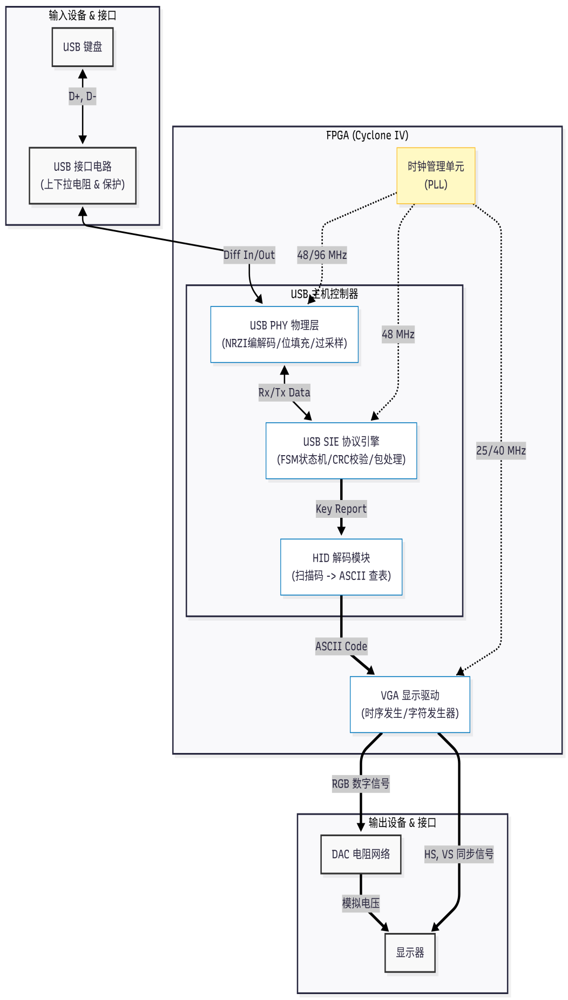 输入设备 & 接口
USB 键盘
D+, D-
USB 接口电路
(上下拉电阻 & 保护)
FPGA (Cyclone IV)
时钟管理单元
(PLL)
Diff In/Out
48/96 MHz
USB 主机控制器
USB PHY 物理层
(NRZI编解码/位填充/过采样)
48 MHz
Rx/Tx Data
USB SIE 协议引擎
(FSM状态机/CRC校验/包处理)
25/40 MHz
Key Report
HID 解码模块
(扫描码 -> ASCII 查表)
ASCII Code
VGA 显示驱动
(时序发生/字符发生器)
RGB 数字信号
输出设备 & 接口
DAC 电阻网络
HS, VS 同步信号
模拟电压
显示器